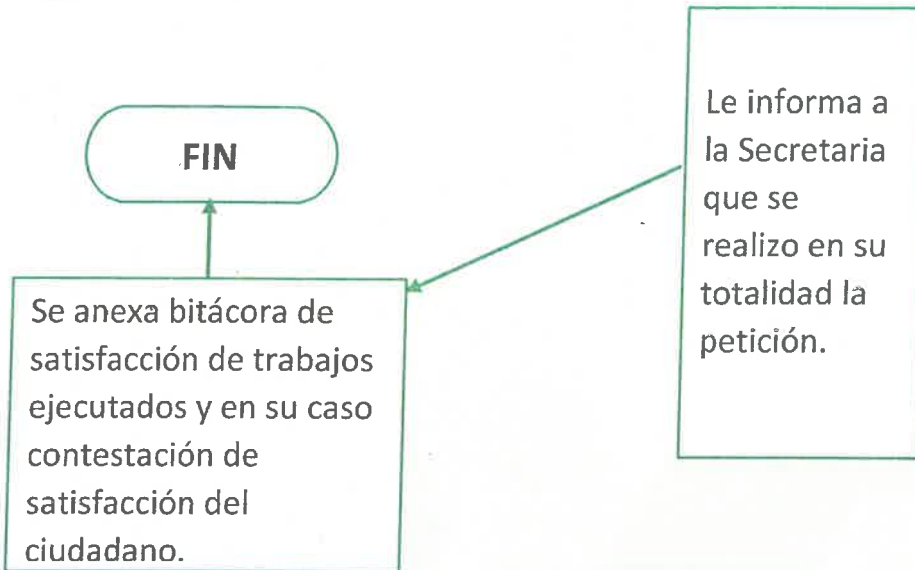 FIN
Le informa a
la Secretaria
que se
realizo en su
totalidad la
petición.
Se anexa bitácora de
satisfacción de trabajos
ejecutados y en su caso
contestación de
satisfacción del
ciudadano.